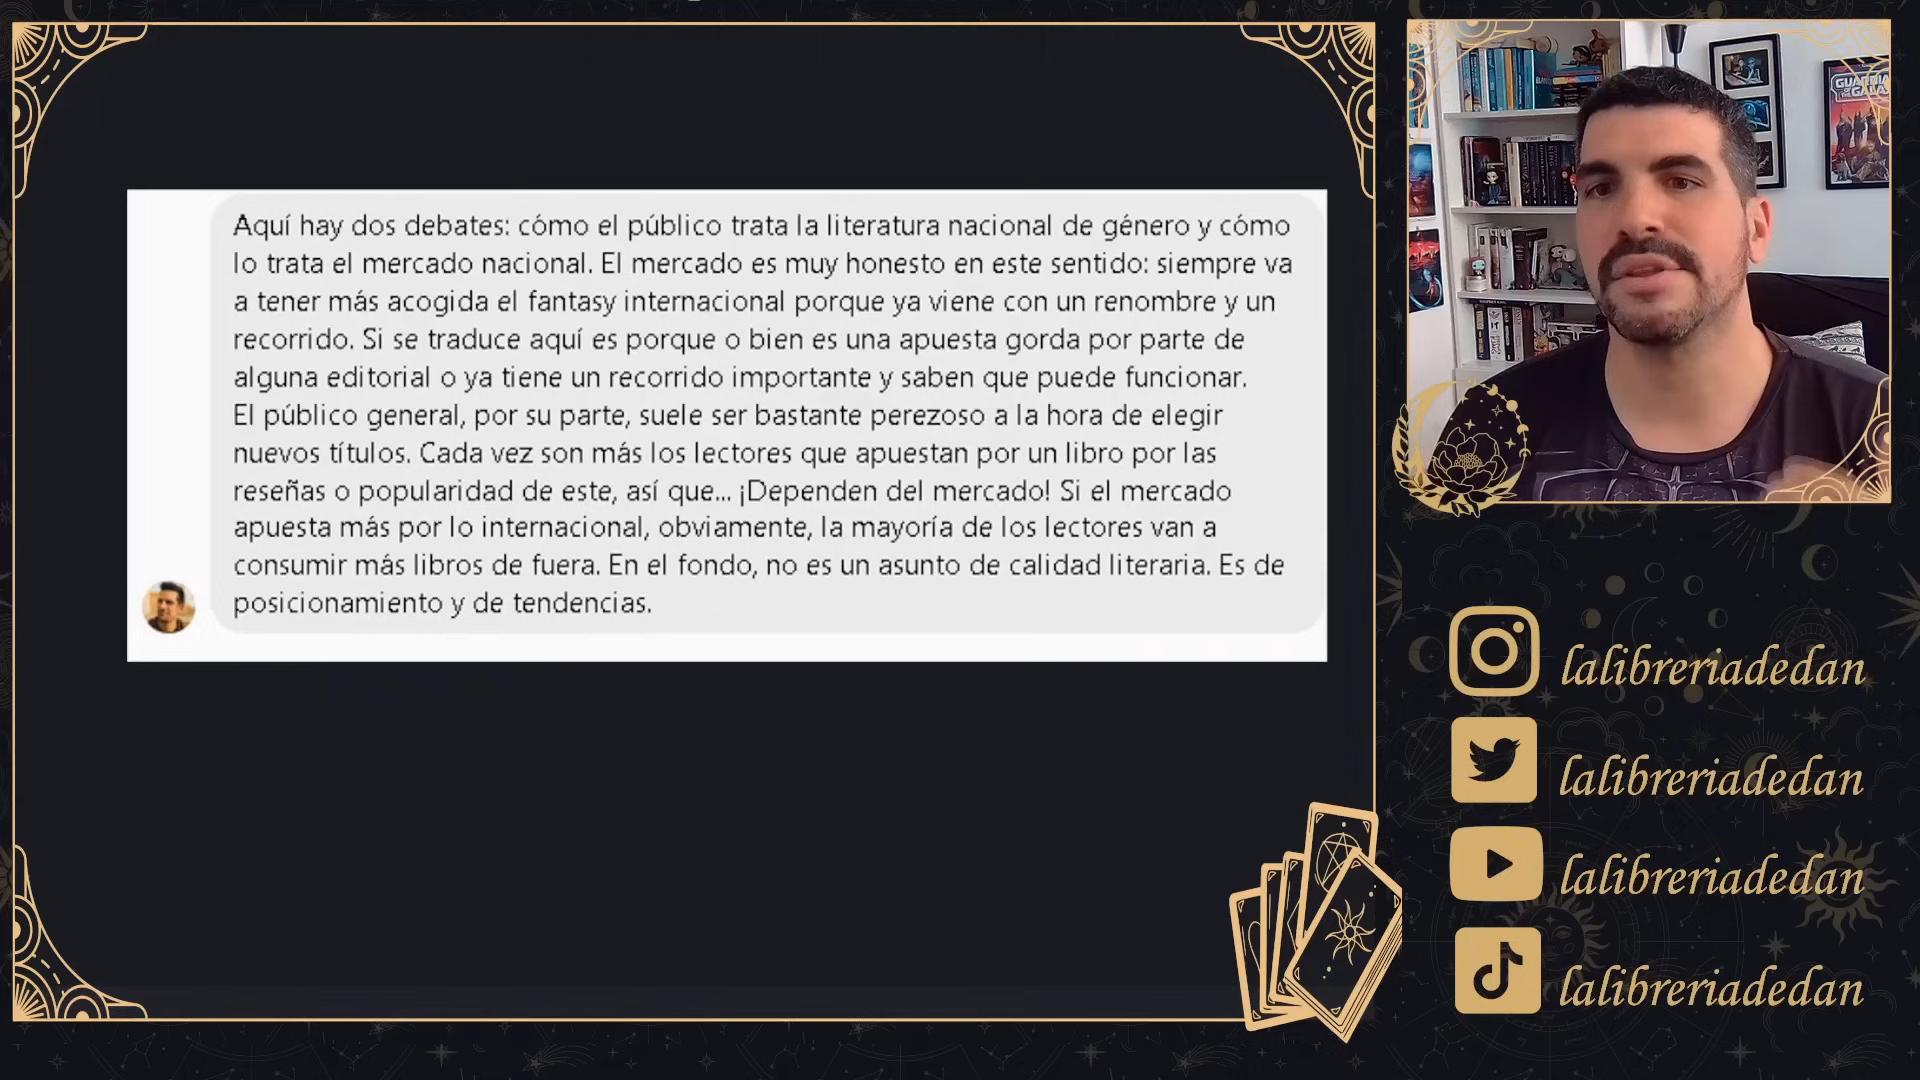 Aquí hay dos debates: cómo el público trata la literatura nacional de género y cómo
lo trata el mercado nacional. El mercado es muy honesto en este sentido: siempre va
a tener más acogida el fantasy internacional porque ya viene con un renombre y un
recorrido. Si se traduce aquí es porque o bien es una apuesta gorda por parte de
alguna editorial o ya tiene un recorrido importante y saben que puede funcionar.
El público general, por su parte, suele ser bastante perezoso a la hora de elegir
nuevos títulos. Cada vez son más los lectores que apuestan por un libro por las
reseñas o popularidad de este, así que... ¡Dependen del mercado! Si el mercado
apuesta más por lo internacional, obviamente, la mayoría de los lectores van a
consumir más libros de fuera. En el fondo, no es un asunto de calidad literaria. Es de
posicionamiento y de tendencias.
lalibreriadedan
lalibreriadedan
lalibreriadedan
lalibreriadedan